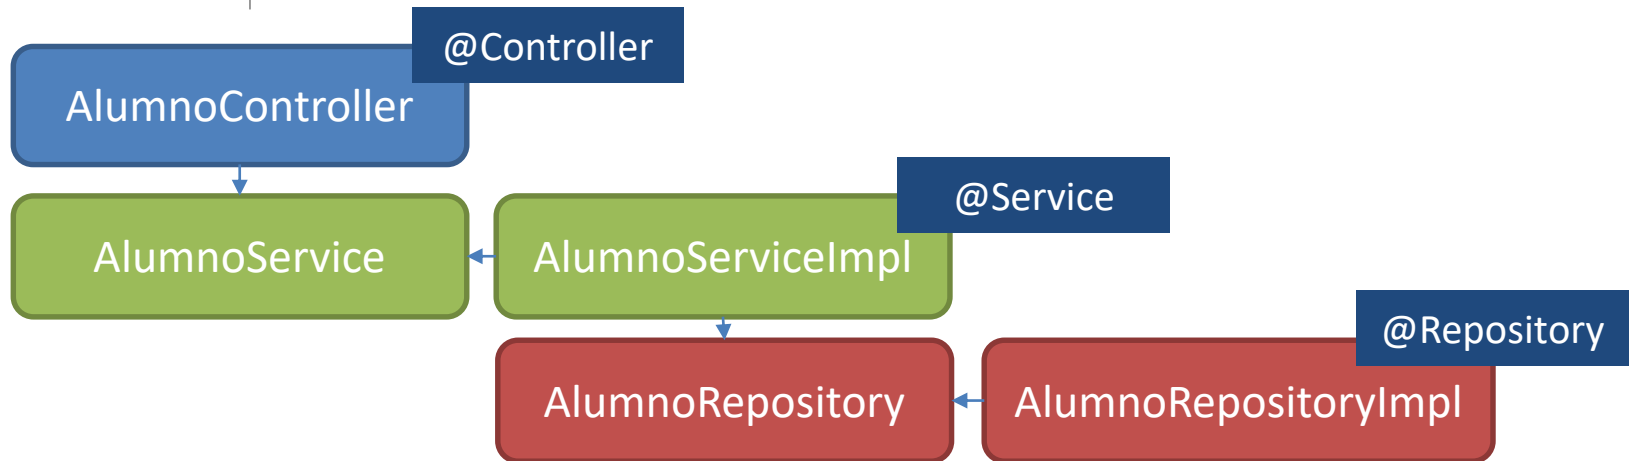 @Controller
AlumnoController
@Service
AlumnoService
AlumnoServiceImpl
@Repository
AlumnoRepository
AlumnoRepositoryImpl